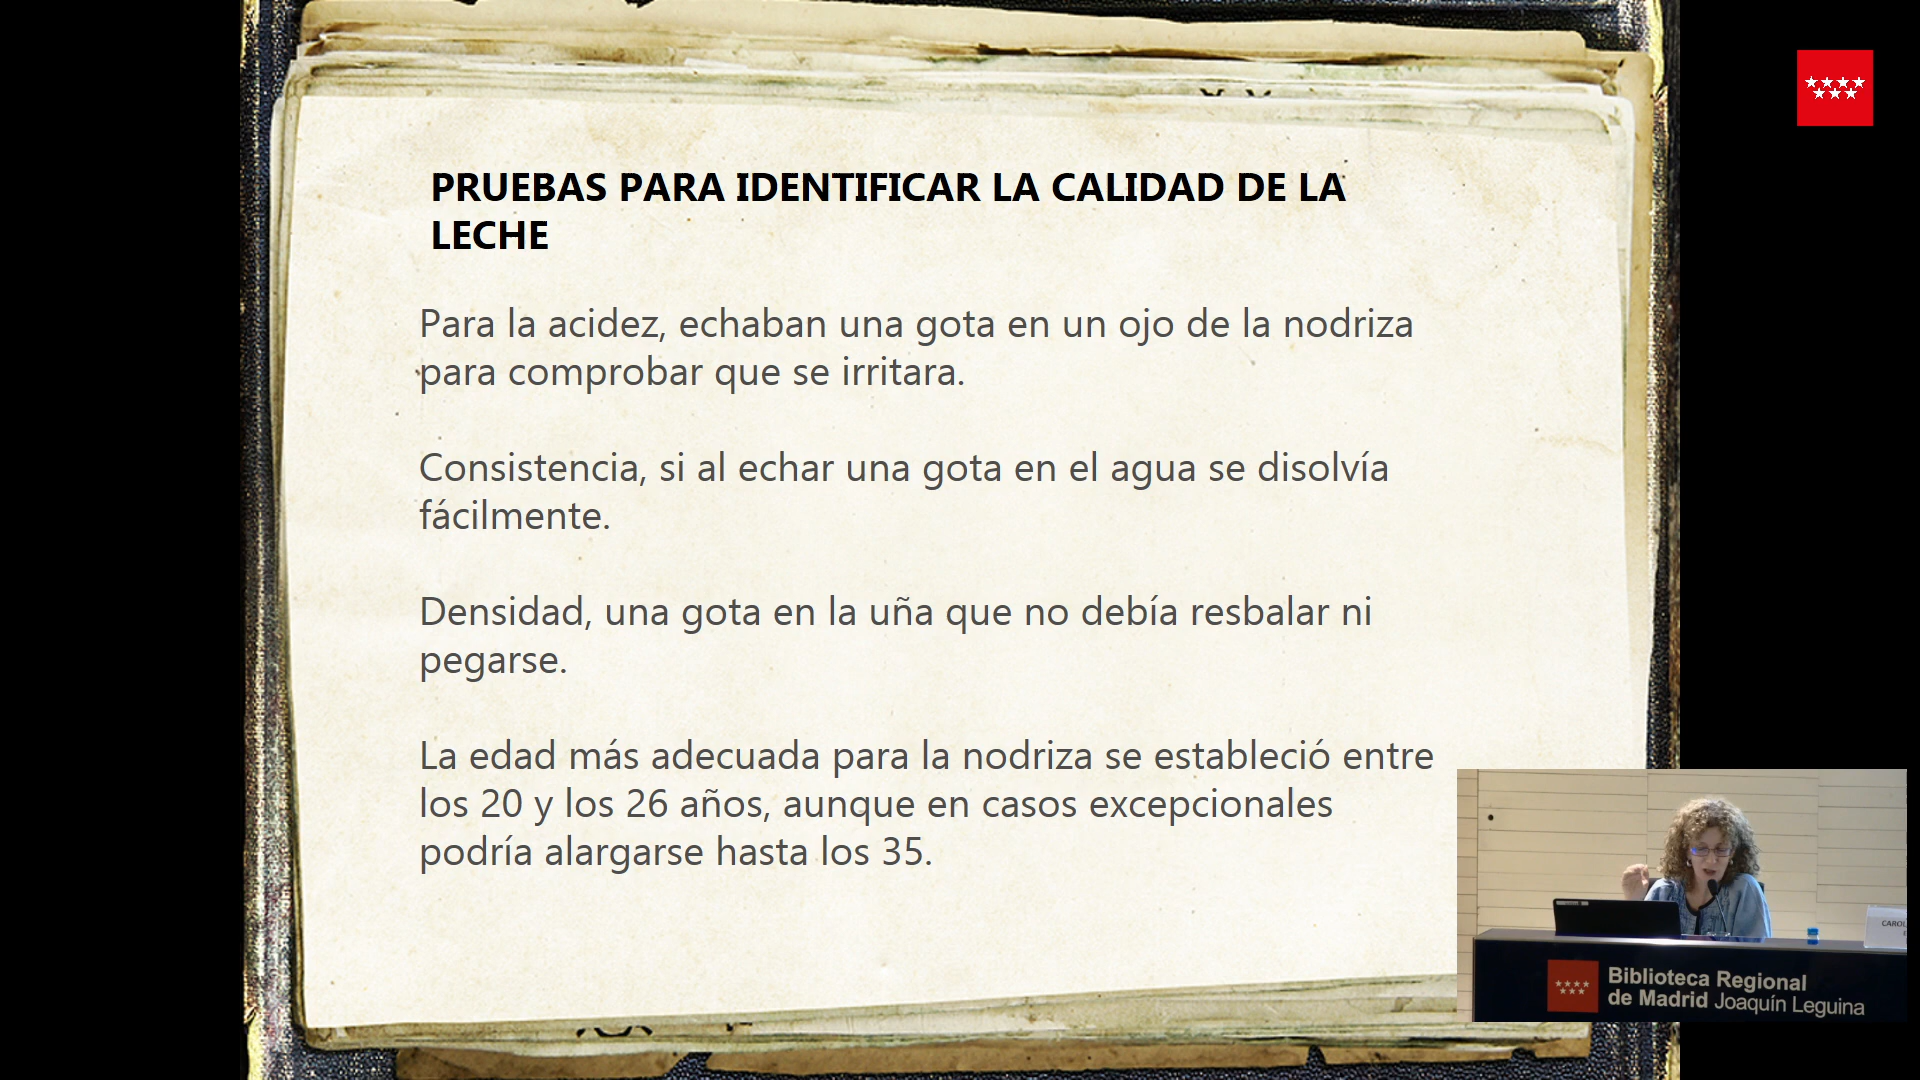 PRUEBAS PARA IDENTIFICAR LA CALIDAD DE LA
LECHE
Para la acidez, echaban una gota en un ojo de la nodriza
para comprobar que se irritara.
Consistencia, si al echar una gota en el agua se disolvía
fácilmente.
Densidad, una gota en la uña que no debía resbalar ni
pegarse.
La edad más adecuada para la nodriza se estableció entre
los 20 y los 26 años, aunque en casos excepcionales
podría alargarse hasta los 35.
Biblioteca Regional
de Madrid Joaquín Leguina